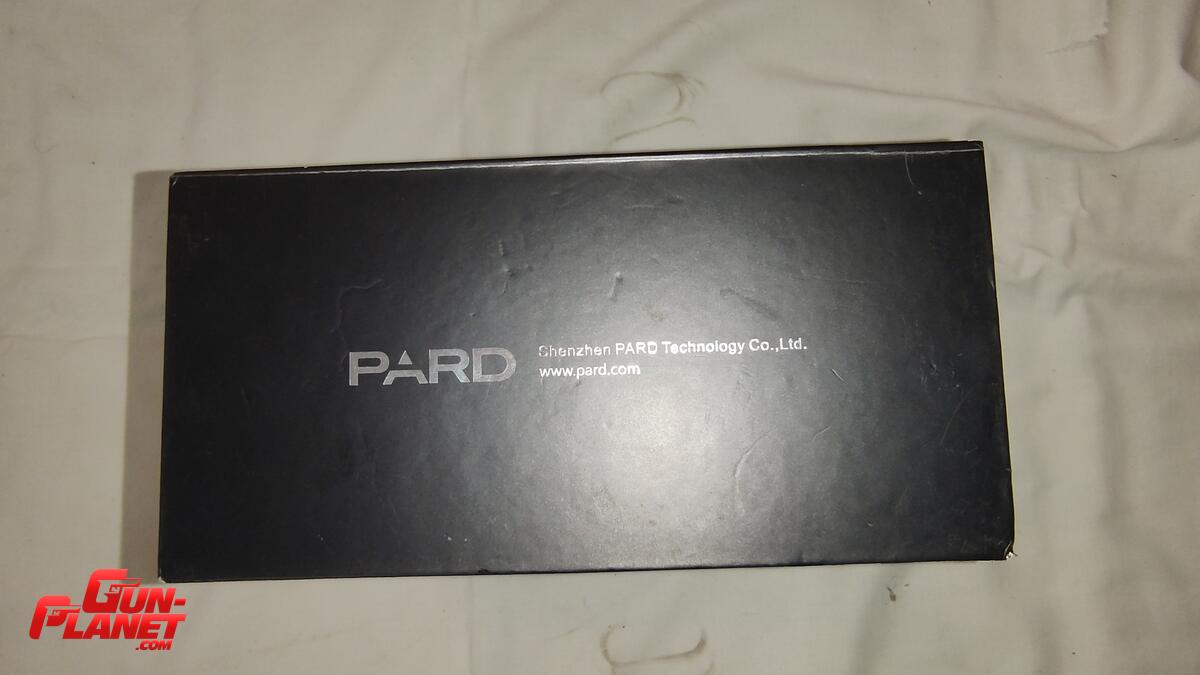 PARD
Shenzhen PARD Technology Co.,Ltd.
www.pard.com
GUN-
PLANET
.COM